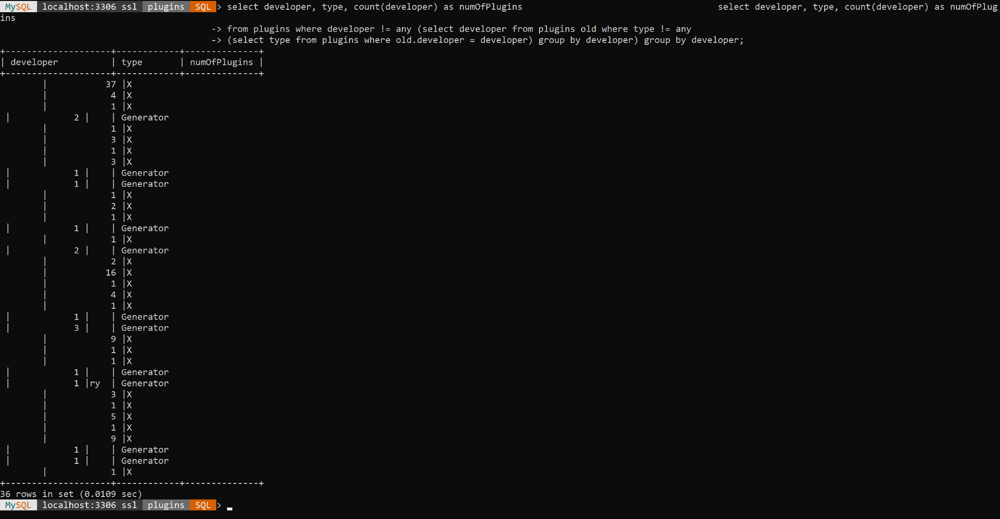 MySQL localhost:3306 ssl plugins SQL > select developer, type, count(developer) as numOfPlugins                                     select developer, type, count(developer) as numOfPlug
ins
                                        -> from plugins where developer != any (select developer from plugins old where type != any
                                        -> (select type from plugins where old.developer = developer) group by developer) group by developer;
+--------------------+------------+--------------+
| developer          | type       | numOfPlugins |
+--------------------+------------+--------------+
        |           37 |X
        |            4 |X
        |            1 |X
 |            2 |    | Generator
        |            1 |X
        |            3 |X
        |            1 |X
        |            3 |X
 |            1 |    | Generator
 |            1 |    | Generator
        |            1 |X
        |            2 |X
        |            1 |X
 |            1 |    | Generator
        |            1 |X
 |            2 |    | Generator
        |            2 |X
        |           16 |X
        |            1 |X
        |            4 |X
        |            1 |X
 |            1 |    | Generator
 |            3 |    | Generator
        |            9 |X
        |            1 |X
        |            1 |X
 |            1 |    | Generator
 |            1 |ry  | Generator
        |            3 |X
        |            1 |X
        |            5 |X
        |            1 |X
        |            9 |X
 |            1 |    | Generator
 |            1 |    | Generator
        |            1 |X
+--------------------+------------+--------------+
36 rows in set (0.0109 sec)
MySQL localhost:3306 ssl plugins SQL > _